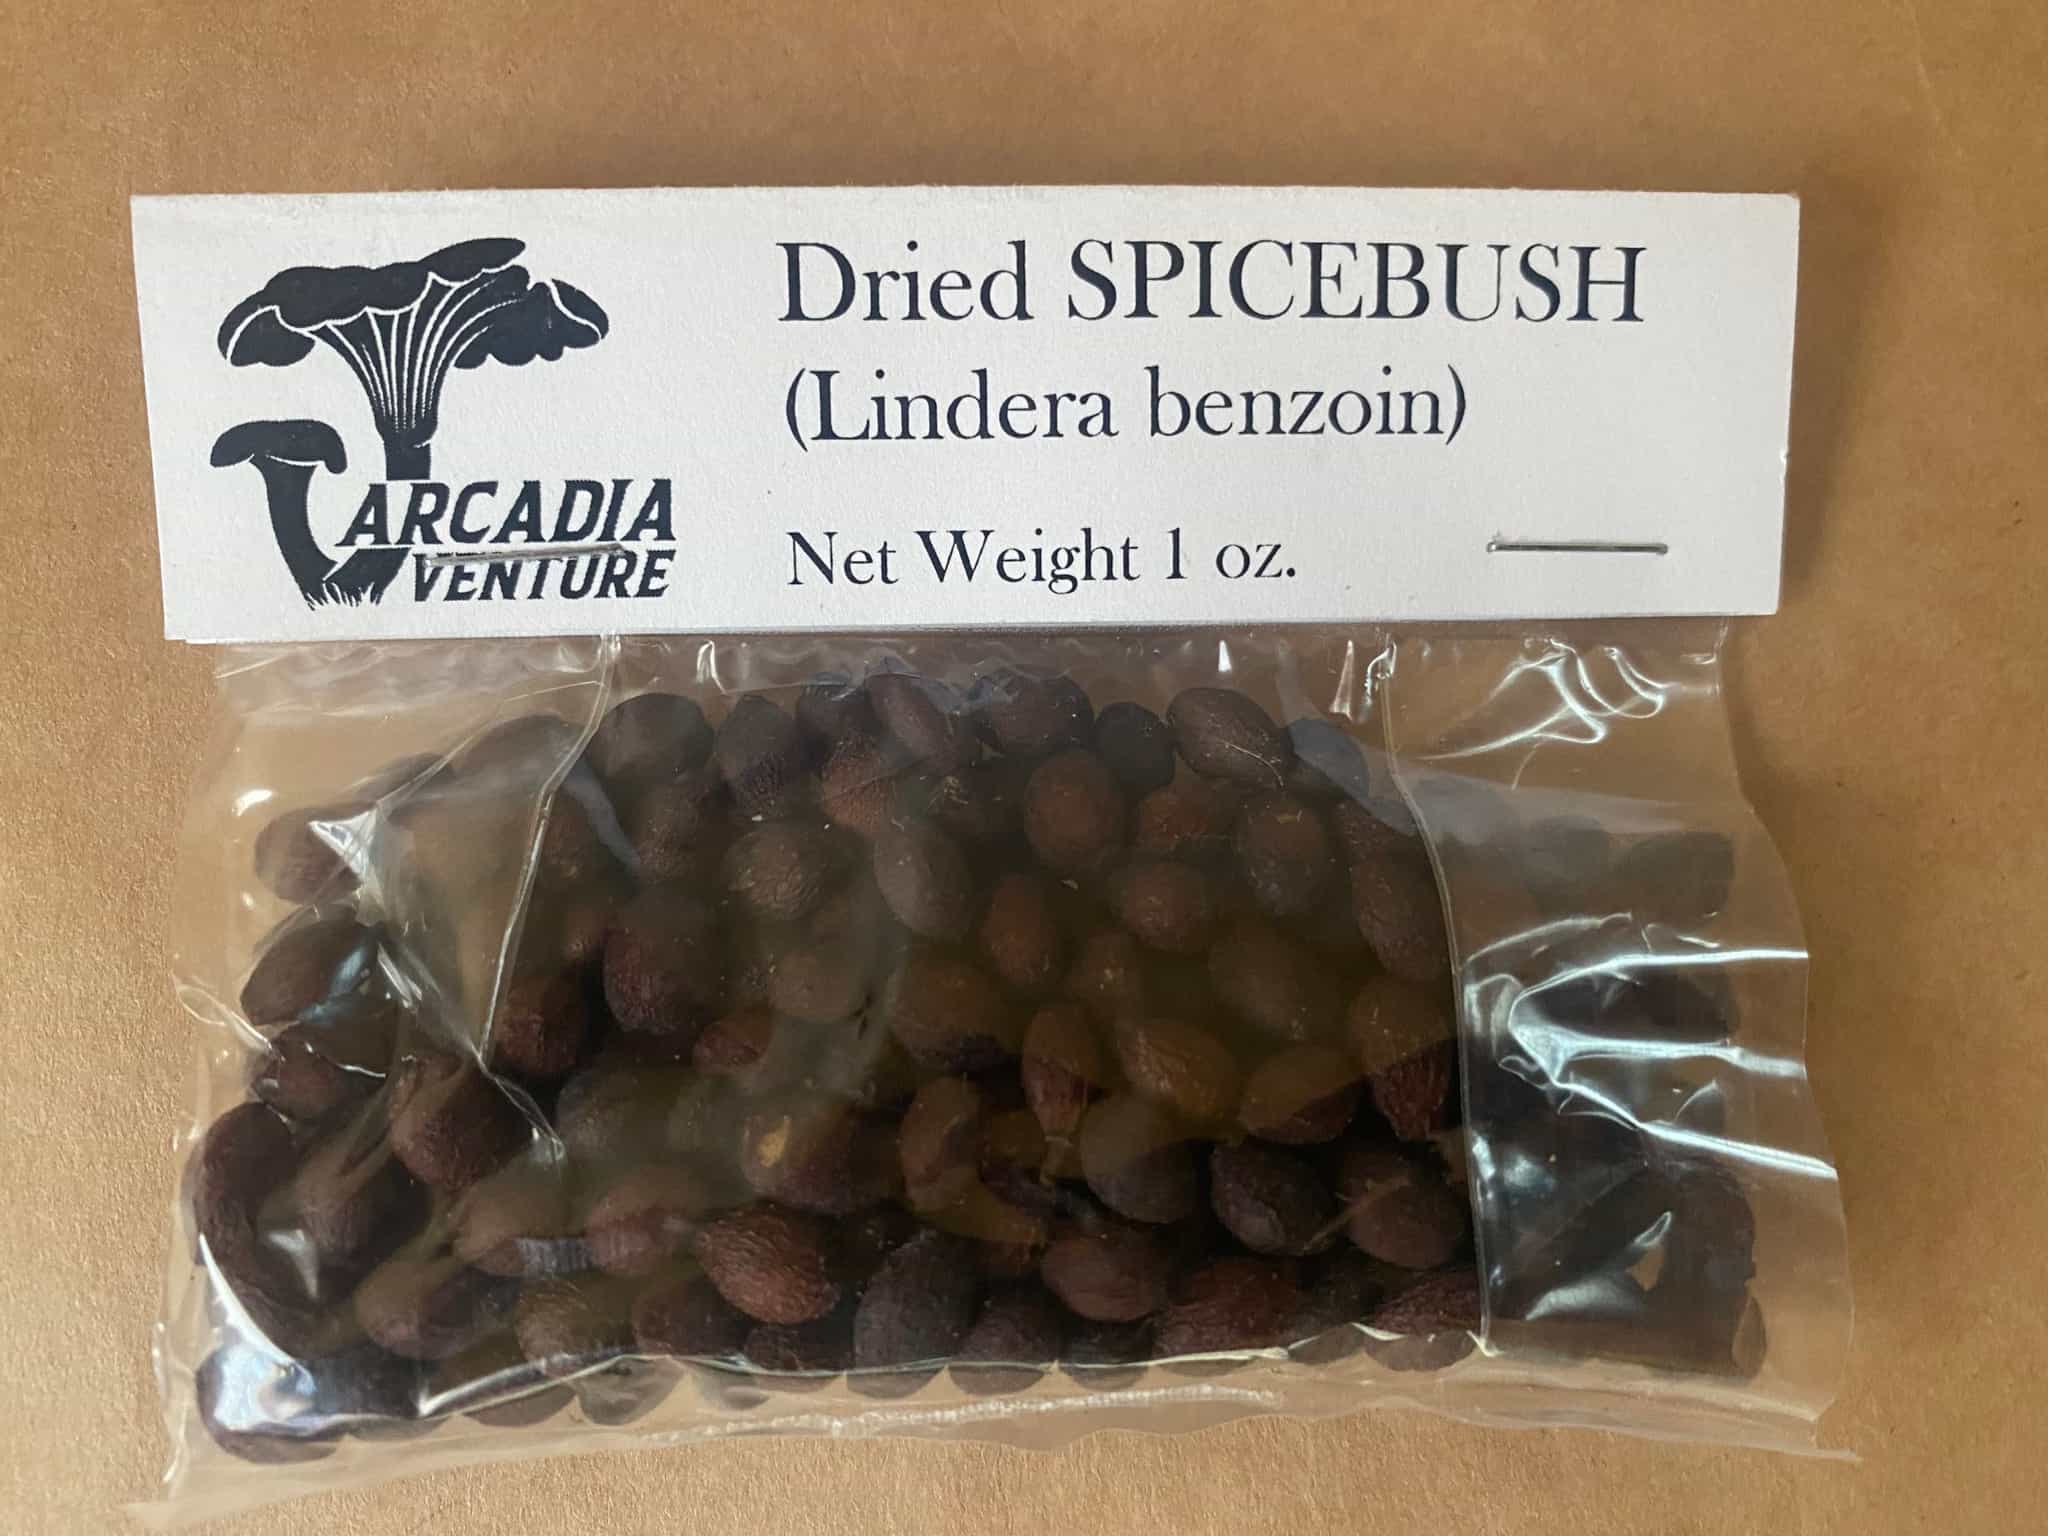 ARCADIA
VENTURE
Dried SPICEBUSH
(Lindera benzoin)
Net Weight 1 oz.